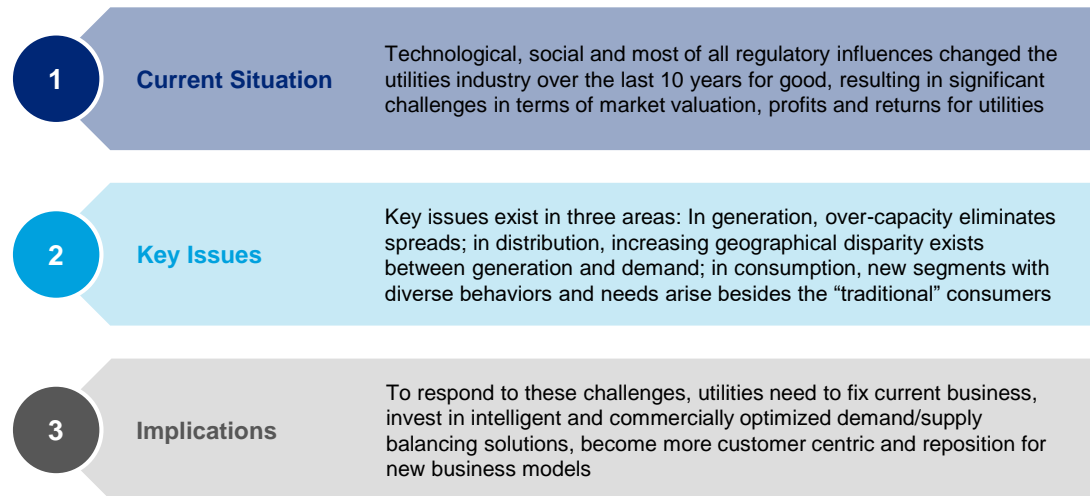 1
Current Situation
Technological, social and most of all regulatory influences changed the
utilities industry over the last 10 years for good, resulting in significant
challenges in terms of market valuation, profits and returns for utilities
2
Key Issues
Key issues exist in three areas: In generation, over-capacity eliminates
spreads; in distribution, increasing geographical disparity exists
between generation and demand; in consumption, new segments with
diverse behaviors and needs arise besides the “traditional” consumers
3
Implications
To respond to these challenges, utilities need to fix current business,
invest in intelligent and commercially optimized demand/supply
balancing solutions, become more customer centric and reposition for
new business models